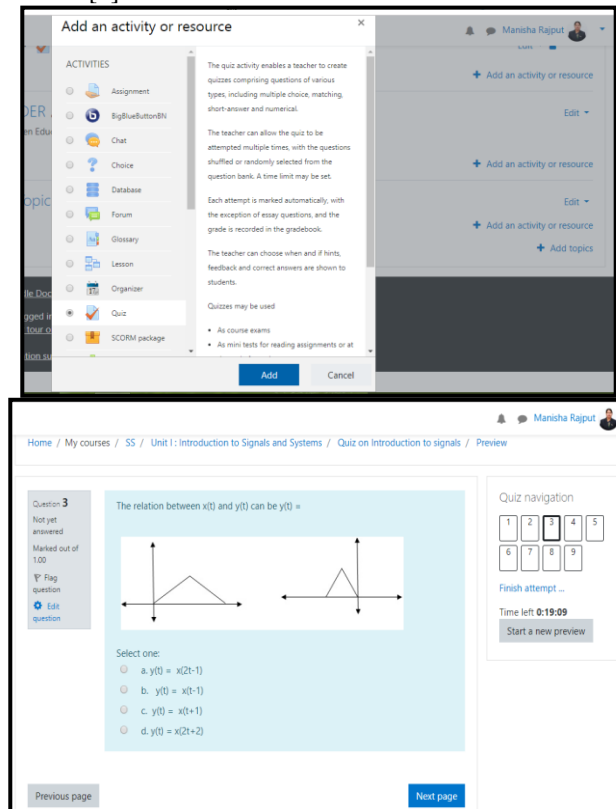 Add an activity or resource
×
Manisha Rajput
ACTIVITIES
Assignment
BigBlueButtonBN
Chat
Choice
Database
Forum
Glossary
Lesson
Organizer
Quiz
SCORM package
The quiz activity enables a teacher to create
quizzes comprising questions of various
types, including multiple choice, matching,
short-answer and numerical.
The teacher can allow the quiz to be
attempted multiple times, with the questions
shuffled or randomly selected from the
question bank. A time limit may be set.
Each attempt is marked automatically, with
the exception of essay questions, and the
grade is recorded in the gradebook.
The teacher can choose when and if hints,
feedback and correct answers are shown to
students.
Quizzes may be used
• As course exams
• As mini tests for reading assignments or at
Add
Cancel
+ Add an activity or resource
Edit
+ Add an activity or resource
Edit
+ Add an activity or resource
+ Add topics
Manisha Rajput
Home / My courses / SS / Unit I : Introduction to Signals and Systems / Quiz on Introduction to signals / Preview
Question 3
Not yet
answered
Marked out of
1.00
Flag
question
Edit
question
The relation between x(t) and y(t) can be y(t) =
Select one:
a. y(t) = x(2t-1)
b. y(t) = x(t-1)
c. y(t) = x(t+1)
d. y(t) = x(2t+2)
Previous page
Next page
Quiz navigation
1 2 3 4 5
6 7 8 9
Finish attempt ...
Time left 0:19:09
Start a new preview